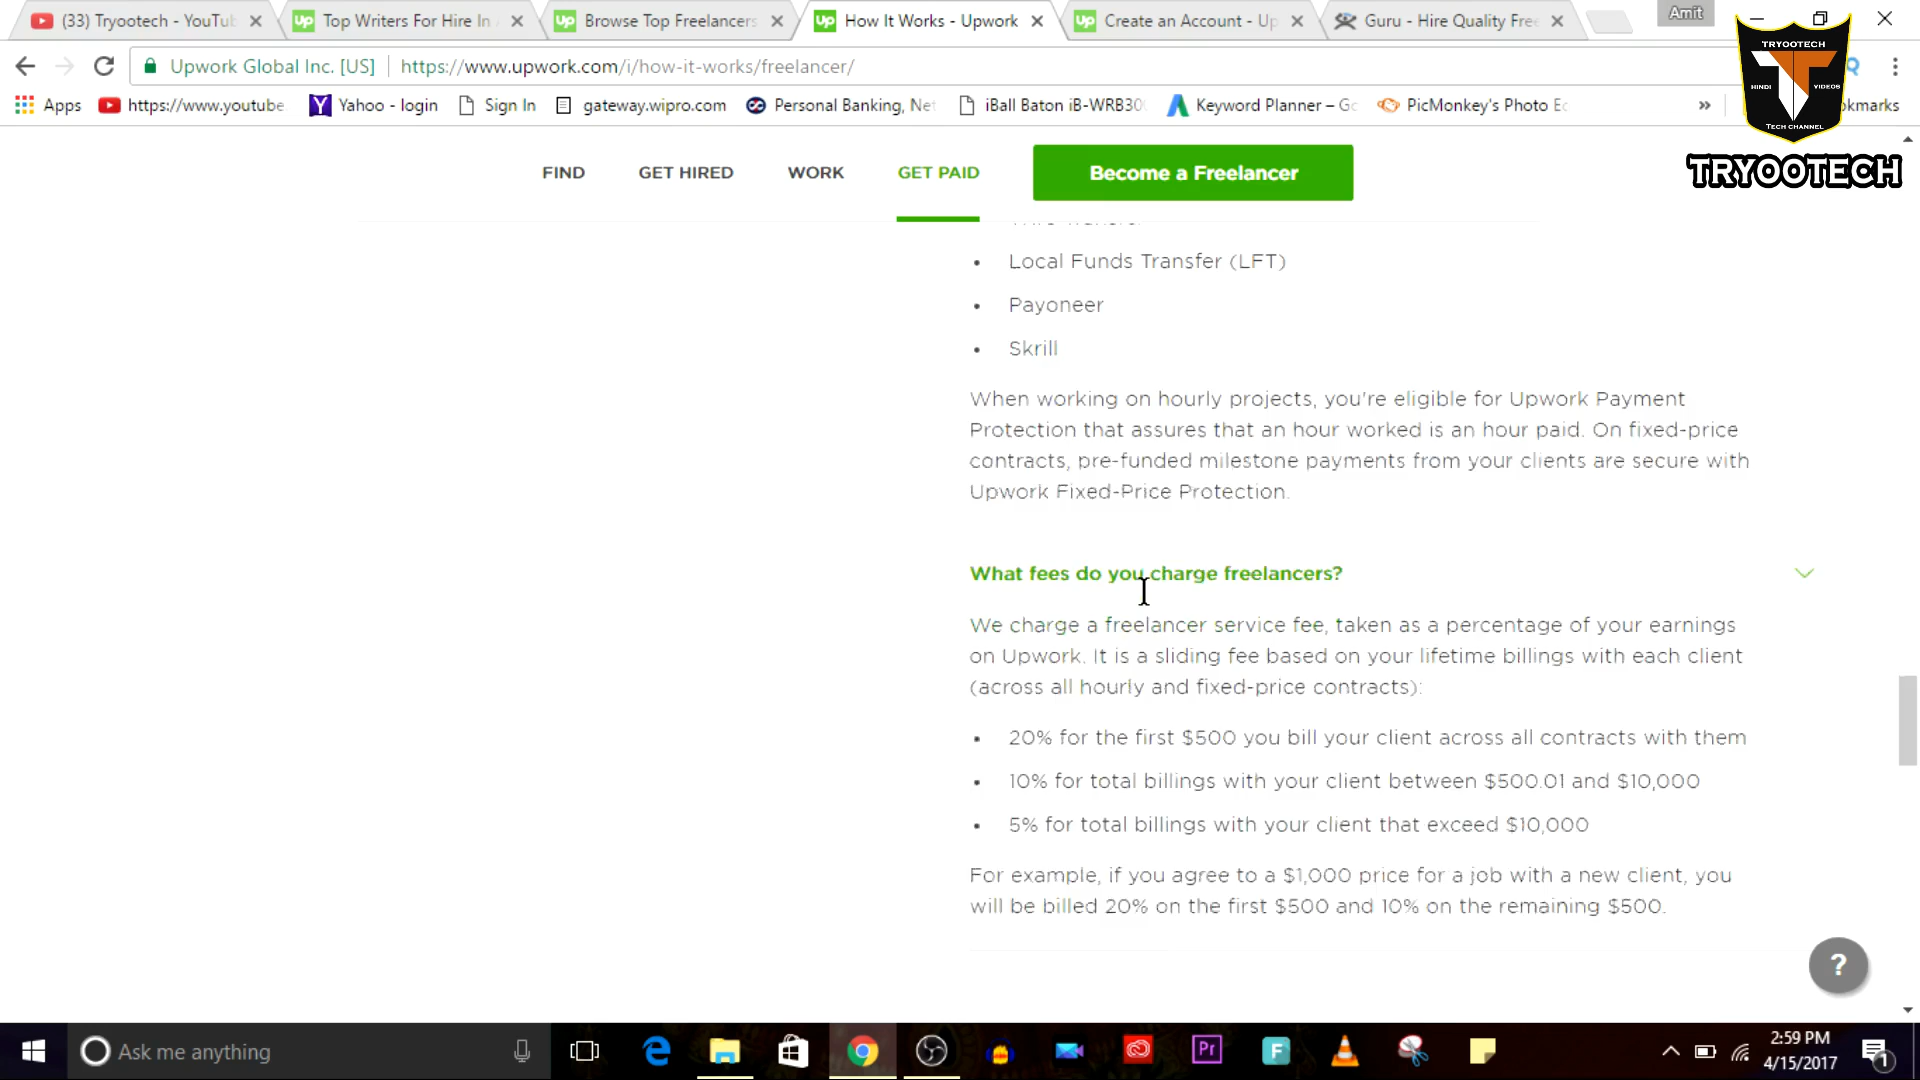 (33) Tryootech - YouTub
Top Writers For Hire In
Browse Top Freelancers
How It Works - Upwork
Create an Account - Up
Guru - Hire Quality Free
Amit
Upwork Global Inc. [US]
https://www.upwork.com/i/how-it-works/freelancer/
Apps
https://www.youtube
Yahoo - login
Sign In
gateway.wipro.com
Personal Banking, Net
iBall Baton iB-WRB300
Keyword Planner – Go
PicMonkey's Photo Ed
»
okmarks
TRYOOTECH
HINDI
VIDEOS
TECH CHANNEL
TRYOOTECH
FIND
GET HIRED
WORK
GET PAID
Become a Freelancer
• Local Funds Transfer (LFT)
• Payoneer
• Skrill
When working on hourly projects, you're eligible for Upwork Payment
Protection that assures that an hour worked is an hour paid. On fixed-price
contracts, pre-funded milestone payments from your clients are secure with
Upwork Fixed-Price Protection.
What fees do you charge freelancers?
We charge a freelancer service fee, taken as a percentage of your earnings
on Upwork. It is a sliding fee based on your lifetime billings with each client
(across all hourly and fixed-price contracts):
• 20% for the first $500 you bill your client across all contracts with them
• 10% for total billings with your client between $500.01 and $10,000
• 5% for total billings with your client that exceed $10,000
For example, if you agree to a $1,000 price for a job with a new client, you
will be billed 20% on the first $500 and 10% on the remaining $500.
?
Ask me anything
Pr
F
2:59 PM
4/15/2017
1